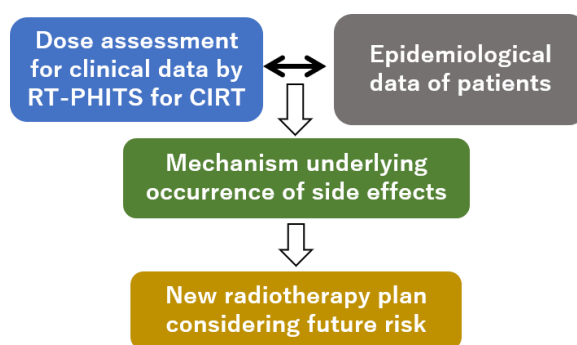 Dose assessment
for clinical data by
RT-PHITS for CIRT
Epidemiological
data of patients
Mechanism underlying
occurrence of side effects
New radiotherapy plan
considering future risk